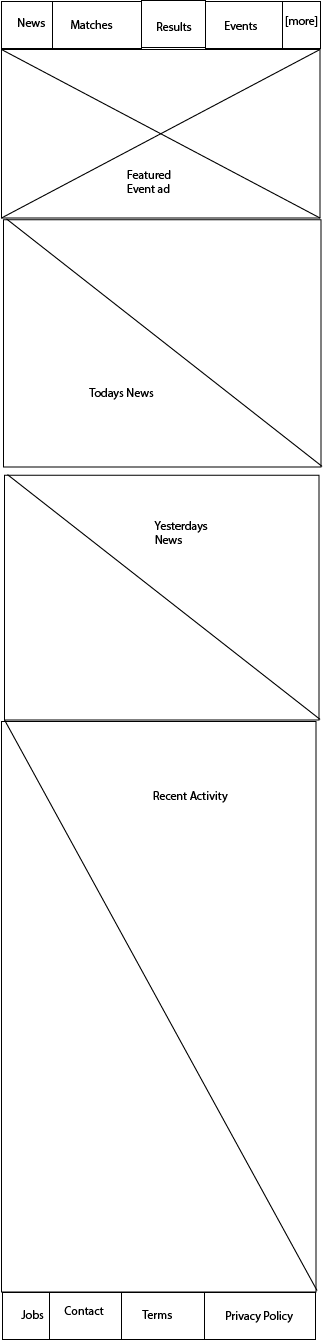 News
Matches
Results
Events
[more]
Featured
Event ad
Todays News
Yesterdays
News
Recent Activity
Jobs
Contact
Terms
Privacy Policy